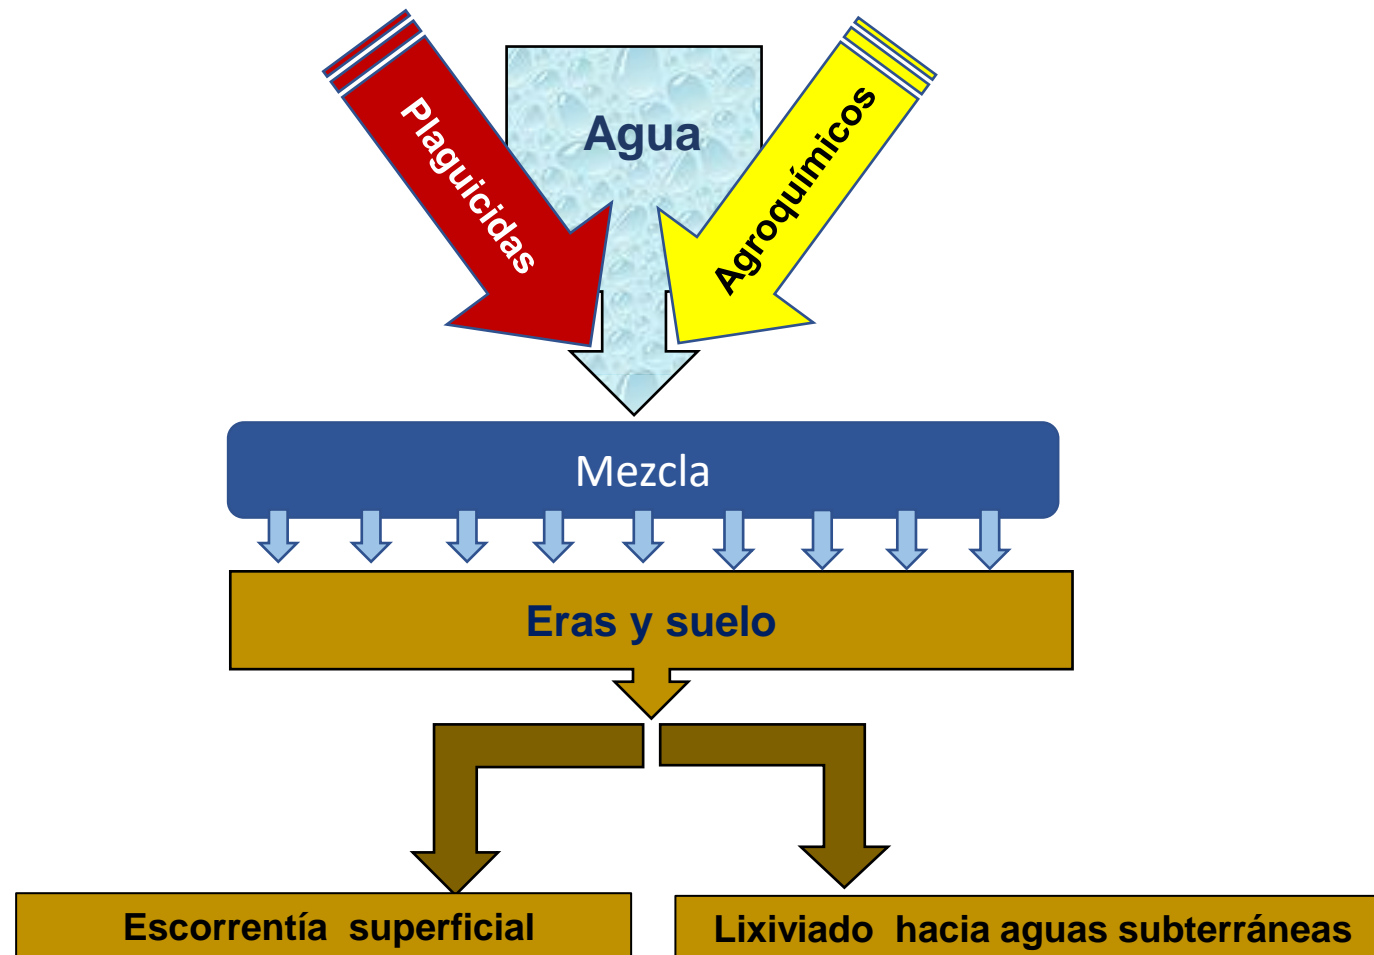 Plaguicidas
Agua
Agroquímicos
Mezcla
Eras y suelo
Escorrentía superficial
Lixiviado hacia aguas subterráneas